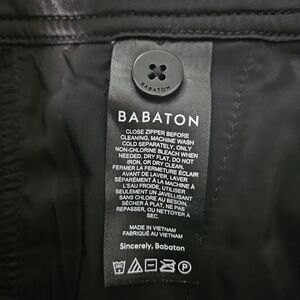 BABATON
BABATON
CLOSE ZIPPER BEFORE
CLEANING, MACHINE WASH
COLD SEPARATELY, ONLY
NON-CHLORINE BLEACH WHEN
NEEDED, DRY FLAT, DO NOT
IRON, OR DRY CLEAN.
FERMER LA FERMETURE ÉCLAIR
AVANT DE LAVER, LAVER
SÉPARÉMENT À LA MACHINE À
L'EAU FROIDE, UTILISER
SEULEMENT UN JAVELLISANT
SANS CHLORE AU BESOIN,
SÉCHER À PLAT, NE PAS
REPASSER, OU NETTOYER À
SEC.
MADE IN VIETNAM
FABRIQUÉ AU VIETNAM
Sincerely, Babaton
P